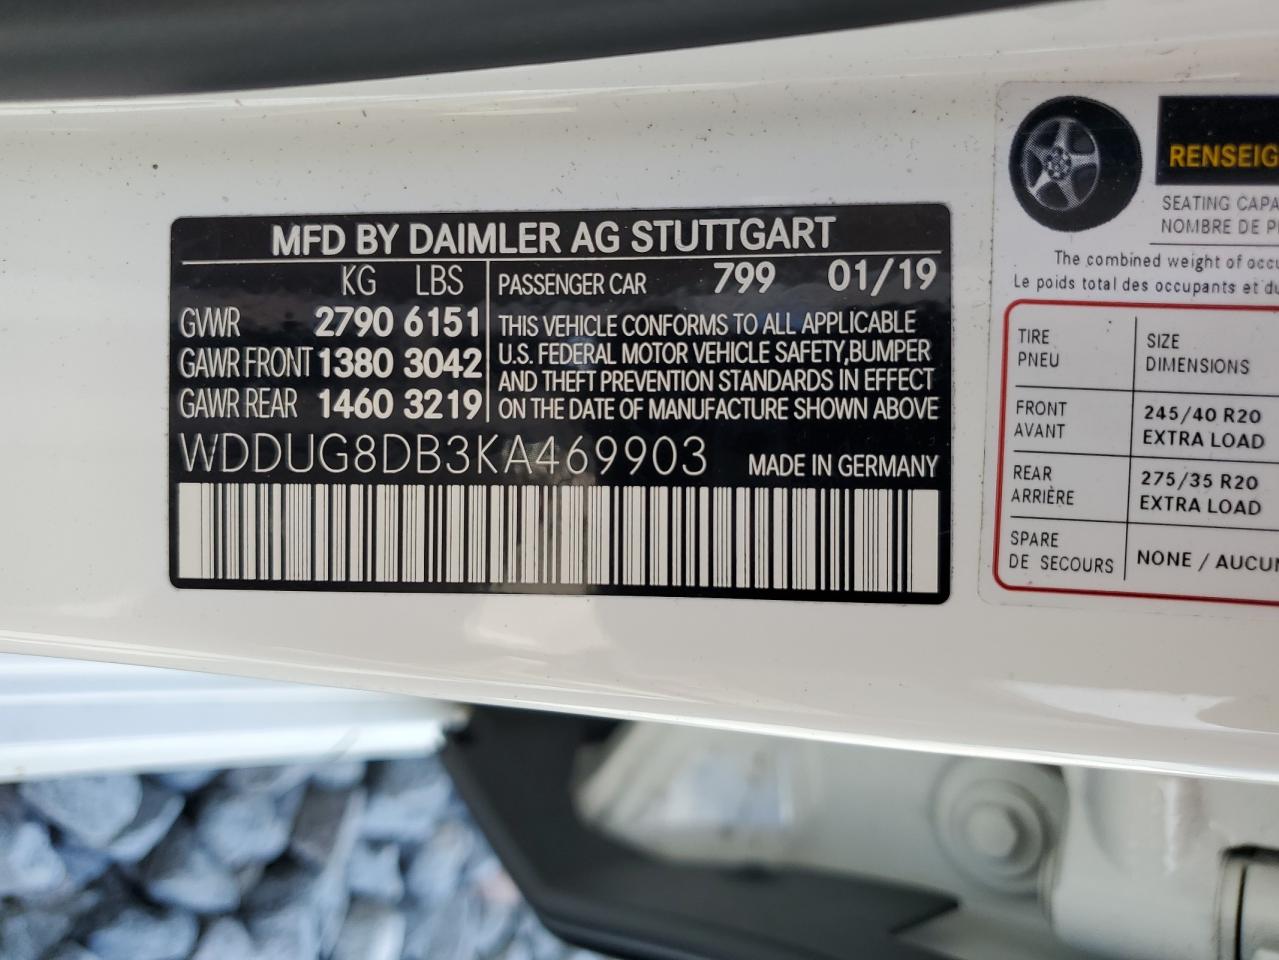 MFD BY DAIMLER AG STUTTGART
KG LBS
GVWR 2790 6151
GAWR FRONT 1380 3042
GAWR REAR 1460 3219
PASSENGER CAR 799 01/19
THIS VEHICLE CONFORMS TO ALL APPLICABLE
U.S. FEDERAL MOTOR VEHICLE SAFETY,BUMPER
AND THEFT PREVENTION STANDARDS IN EFFECT
ON THE DATE OF MANUFACTURE SHOWN ABOVE
WDDUG8DB3KA469903 MADE IN GERMANY
RENSEIG
SEATING CAPA
NOMBRE DE P
The combined weight of occu
Le poids total des occupants et du
TIRE SIZE
PNEU DIMENSIONS
FRONT 245/40 R20
AVANT EXTRA LOAD
REAR 275/35 R20
ARRIÈRE EXTRA LOAD
SPARE NONE / AUCUN
DE SECOURS